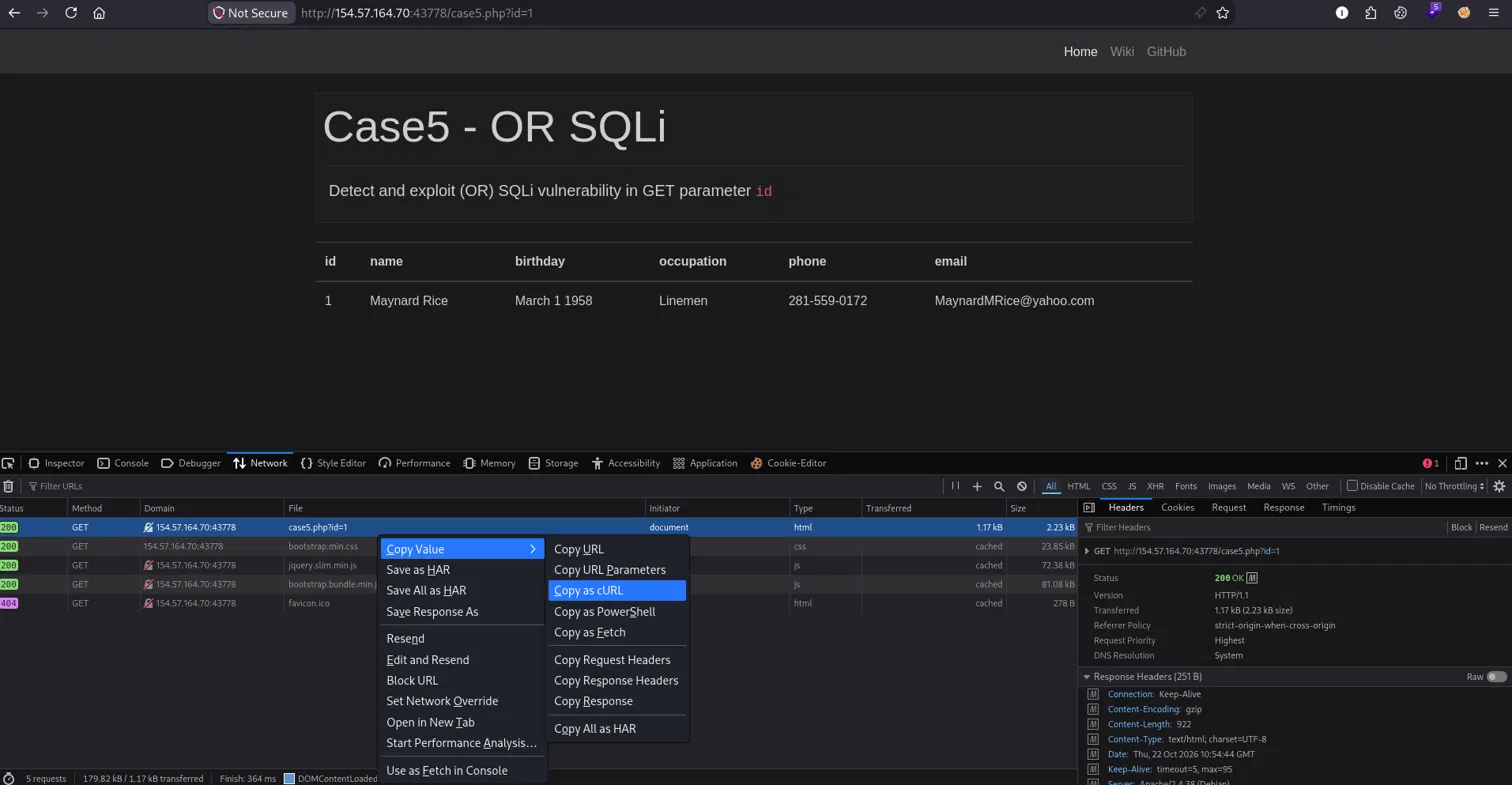 Not Secure http://154.57.164.70:43778/case5.php?id=1 5
Home Wiki GitHub
Case5 - OR SQLi
Detect and exploit (OR) SQLi vulnerability in GET parameter id
id name birthday occupation phone email
1 Maynard Rice March 1 1958 Linemen 281-559-0172 MaynardMRice@yahoo.com
Inspector Console Debugger Network Style Editor Performance Memory Storage Accessibility Application Cookie-Editor 1
Filter URLs All HTML CSS JS XHR Fonts Images Media WS Other Disable Cache No Throttling
Status Method Domain File Initiator Type Transferred Size
200 GET 154.57.164.70:43778 case5.php?id=1 document html 1.17 kB 2.23 kB
200 GET 154.57.164.70:43778 bootstrap.min.css css cached 23.85 kB
200 GET 154.57.164.70:43778 jquery.slim.min.js js cached 72.38 kB
200 GET 154.57.164.70:43778 bootstrap.bundle.min.j js cached 81.08 kB
404 GET 154.57.164.70:43778 favicon.ico html cached 278 B
Copy Value
Save as HAR
Save All as HAR
Save Response As
Resend
Edit and Resend
Block URL
Set Network Override
Open in New Tab
Start Performance Analysis…
Use as Fetch in Console
Copy URL
Copy URL Parameters
Copy as cURL
Copy as PowerShell
Copy as Fetch
Copy Request Headers
Copy Response Headers
Copy Response
Copy All as HAR
Headers Cookies Request Response Timings
Filter Headers Block Resend
GET http://154.57.164.70:43778/case5.php?id=1
Status 200 OK M
Version HTTP/1.1
Transferred 1.17 kB (2.23 kB size)
Referrer Policy strict-origin-when-cross-origin
Request Priority Highest
DNS Resolution System
Response Headers (251 B) Raw
M Connection: Keep-Alive
M Content-Encoding: gzip
M Content-Length: 922
M Content-Type: text/html; charset=UTF-8
M Date: Thu, 22 Oct 2026 10:54:44 GMT
M Keep-Alive: timeout=5, max=95
M Server: Apache/2.4.38 (Debian)
5 requests 179.82 kB / 1.17 kB transferred Finish: 364 ms DOMContentLoaded